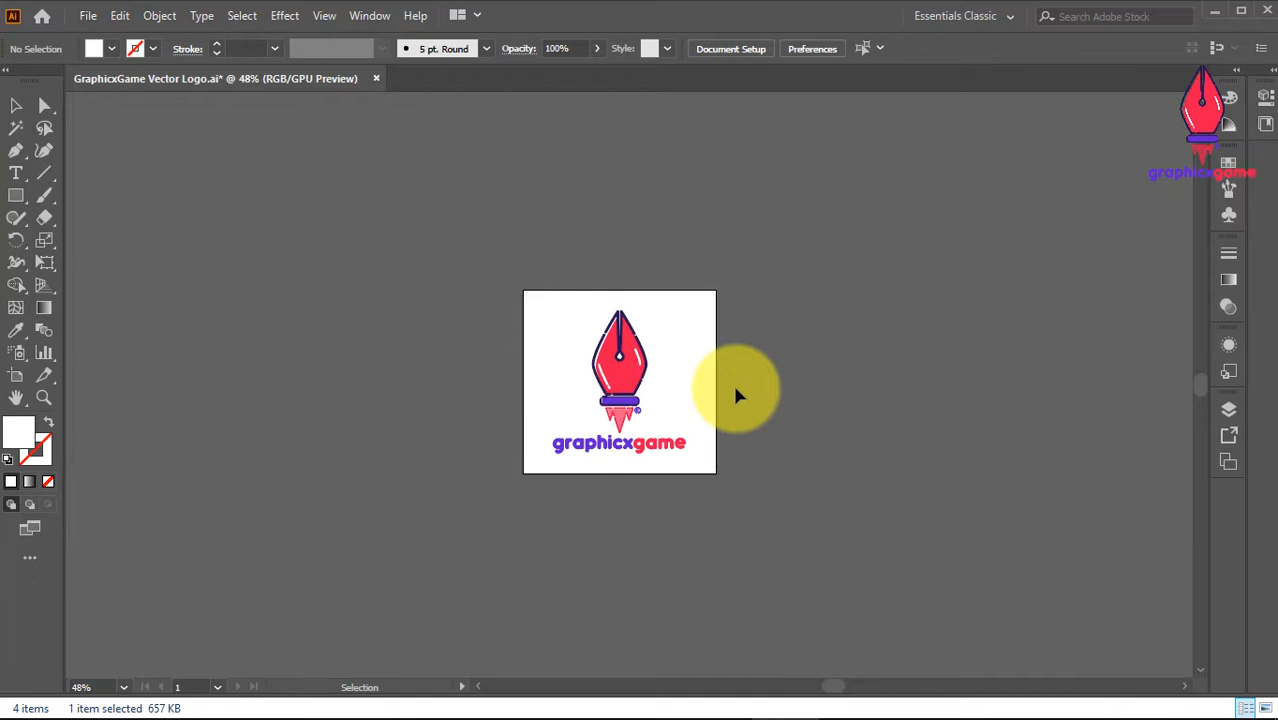 Ai File Edit Object Type Select Effect View Window Help Essentials Classic Search Adobe Stock
No Selection Stroke: 5 pt. Round Opacity: 100% Style: Document Setup Preferences
GraphicxGame Vector Logo.ai* @ 48% (RGB/GPU Preview) ×
graphicxgame
graphicxgame
48% 1 Selection
4 items 1 item selected 657 KB